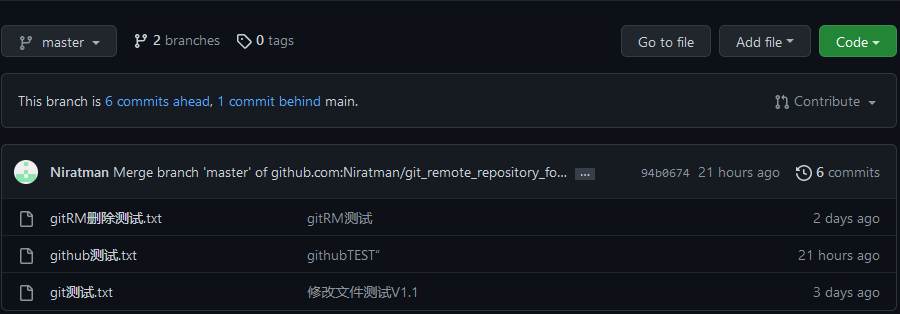 master 2 branches 0 tags Go to file Add file Code
This branch is 6 commits ahead, 1 commit behind main. Contribute
Niratman Merge branch 'master' of github.com:Niratman/git_remote_repository_fo... ... 94b0674 21 hours ago 6 commits
gitRM删除测试.txt gitRM测试 2 days ago
github测试.txt githubTEST" 21 hours ago
git测试.txt 修改文件测试V1.1 3 days ago